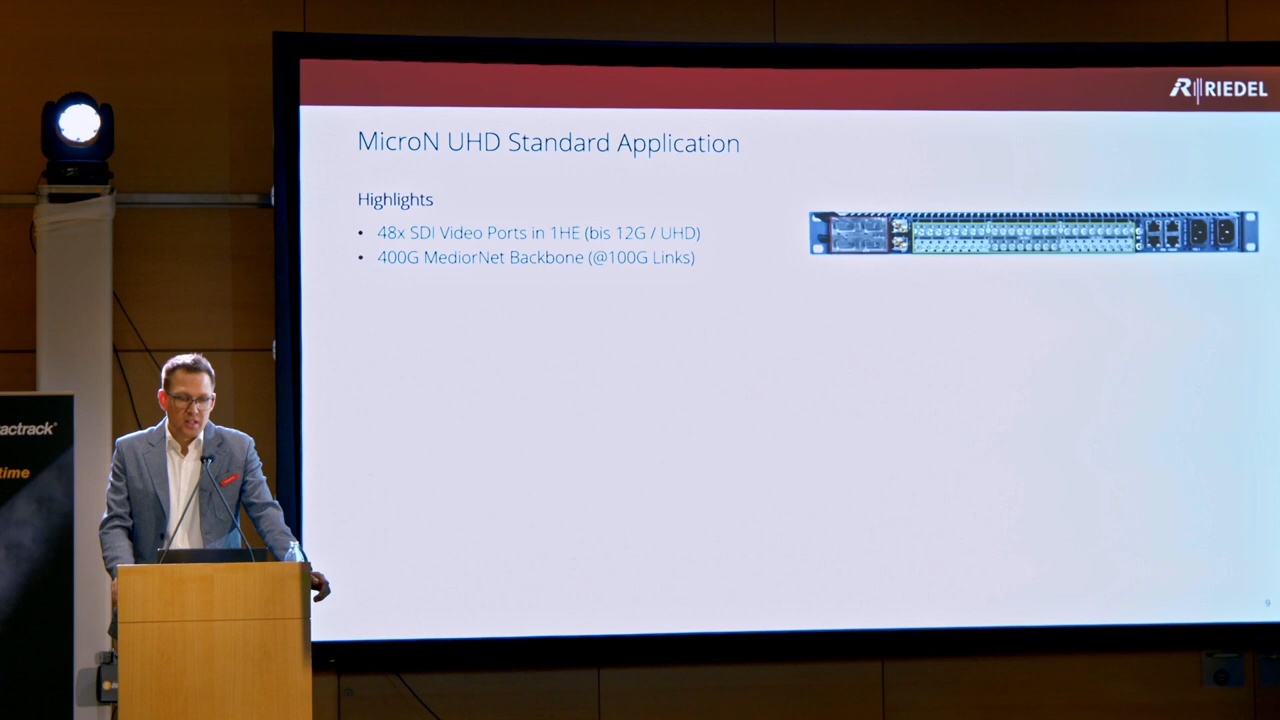 RIEDEL
MicroN UHD Standard Application
Highlights
• 48x SDI Video Ports in 1HE (bis 12G / UHD)
• 400G MediorNet Backbone (@100G Links)
9
actrack®
time